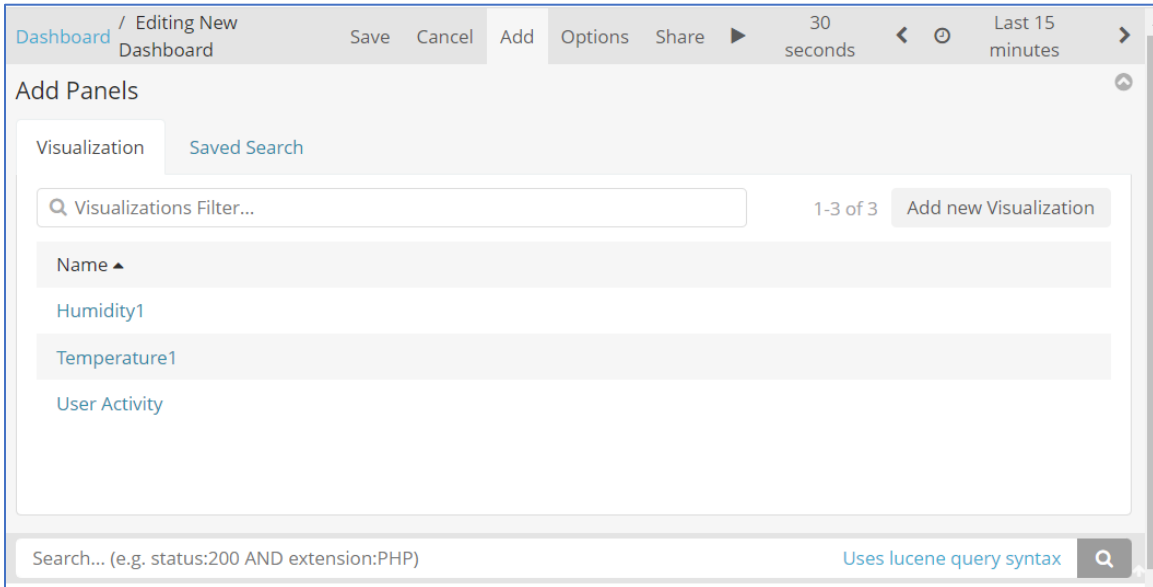 Dashboard / Editing New Dashboard Save Cancel Add Options Share 30 seconds Last 15 minutes
Add Panels
Visualization Saved Search
Visualizations Filter... 1-3 of 3 Add new Visualization
Name
Humidity1
Temperature1
User Activity
Search... (e.g. status:200 AND extension:PHP) Uses lucene query syntax